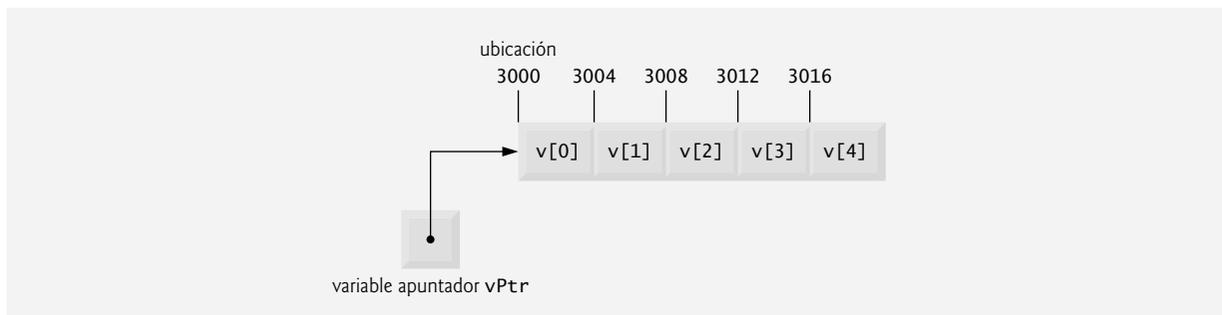 ubicación
3000 3004 3008 3012 3016
v[0] v[1] v[2] v[3] v[4]
variable apuntador vPtr